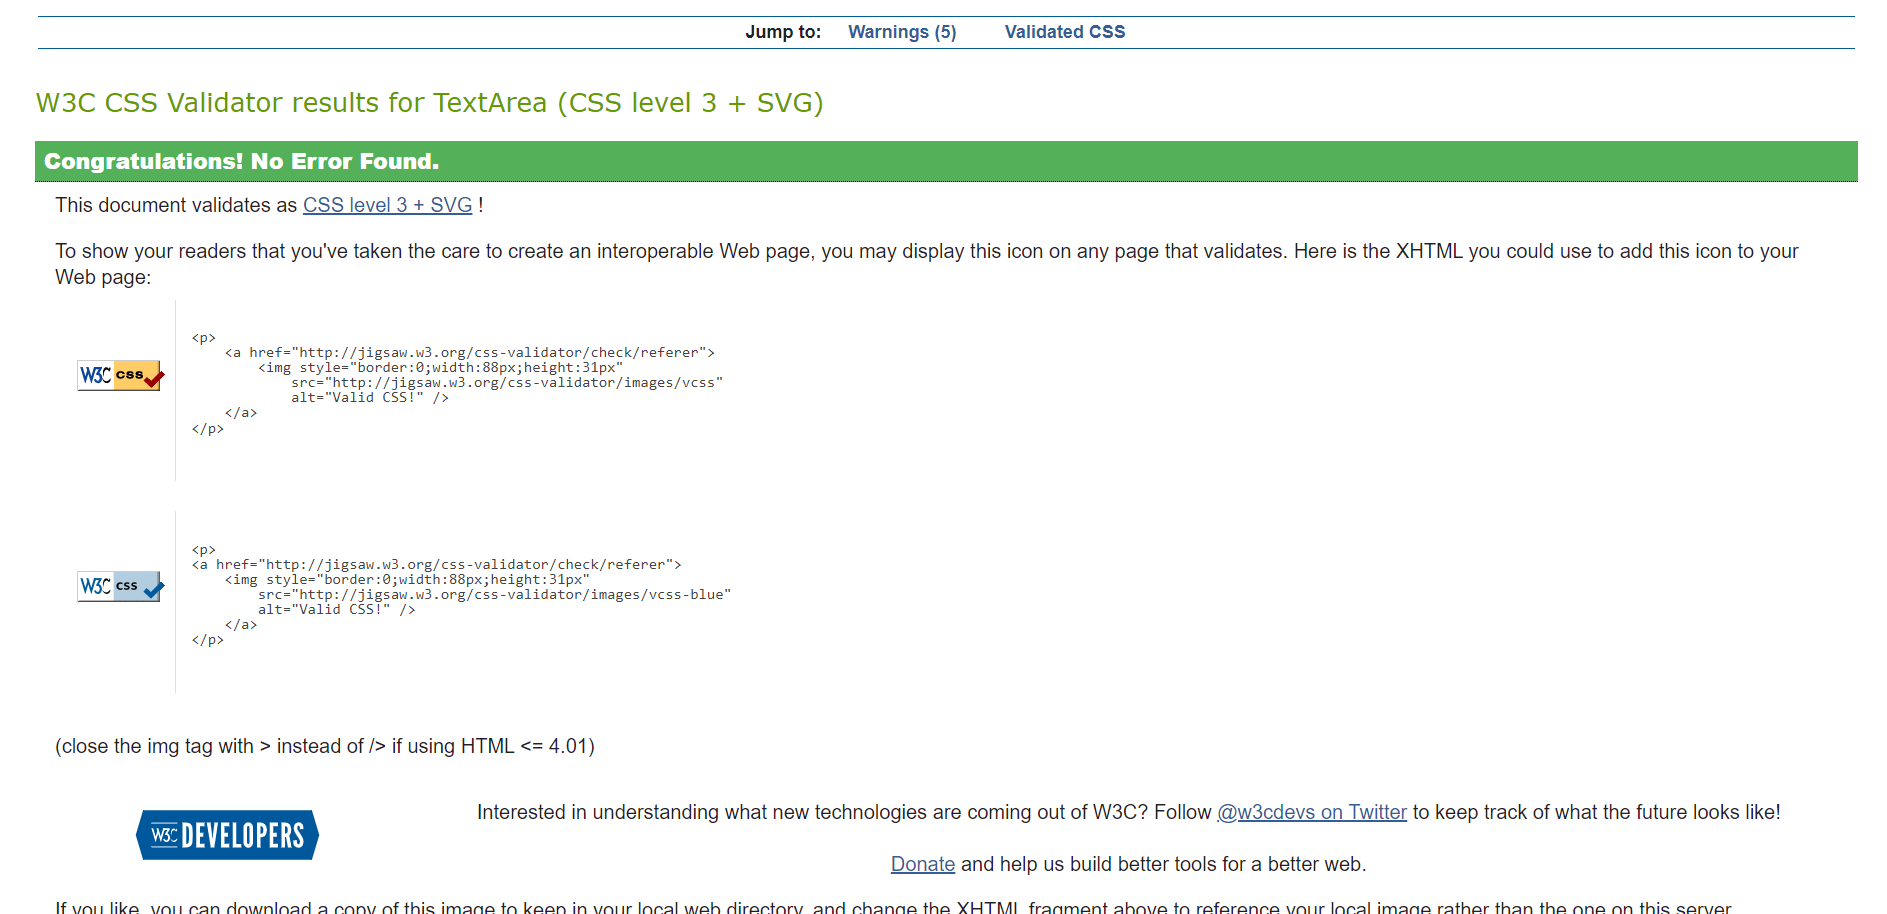 Jump to: Warnings (5) Validated CSS
W3C CSS Validator results for TextArea (CSS level 3 + SVG)
Congratulations! No Error Found.
This document validates as CSS level 3 + SVG !
To show your readers that you've taken the care to create an interoperable Web page, you may display this icon on any page that validates. Here is the XHTML you could use to add this icon to your
Web page:
<p>
<a href="http://jigsaw.w3.org/css-validator/check/referer">
<img style="border:0;width:88px;height:31px"
W3C css
src="http://jigsaw.w3.org/css-validator/images/vcss"
alt="Valid CSS!" />
</a>
</p>
<p>
<a href="http://jigsaw.w3.org/css-validator/check/referer">
<img style="border:0;width:88px;height:31px"
W3C css
src="http://jigsaw.w3.org/css-validator/images/vcss-blue"
alt="Valid CSS!" />
</a>
</p>
(close the img tag with > instead of /> if using HTML <= 4.01)
Interested in understanding what new technologies are coming out of W3C? Follow @w3cdevs on Twitter to keep track of what the future looks like!
W3C DEVELOPERS
Donate and help us build better tools for a better web.
If you like, you can download a copy of this image to keep in your local web directory, and change the XHTML fragment above to reference your local image rather than the one on this server.